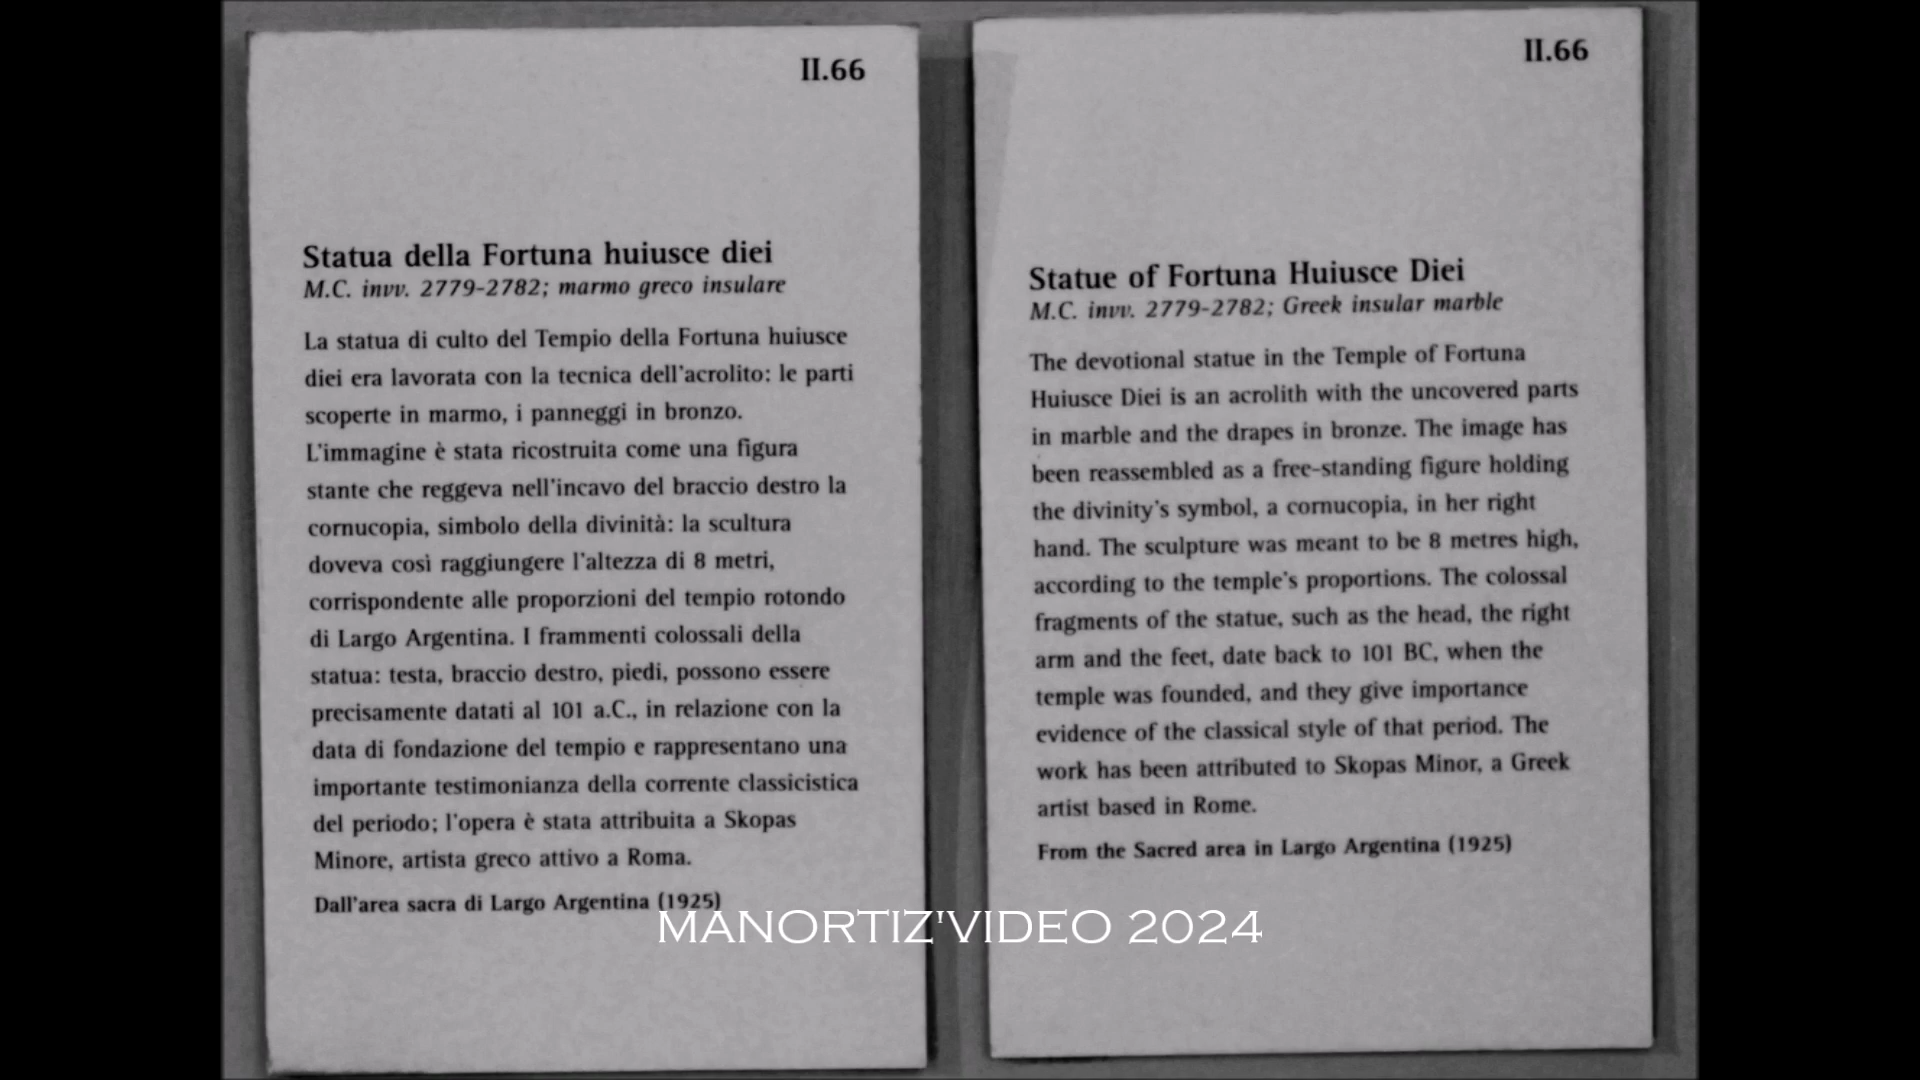 II.66
Statua della Fortuna huiusce diei
M.C. invv. 2779-2782; marmo greco insulare
La statua di culto del Tempio della Fortuna huiusce
diei era lavorata con la tecnica dell'acrolito: le parti
scoperte in marmo, i panneggi in bronzo.
L'immagine è stata ricostruita come una figura
stante che reggeva nell'incavo del braccio destro la
cornucopia, simbolo della divinità: la scultura
doveva così raggiungere l'altezza di 8 metri,
corrispondente alle proporzioni del tempio rotondo
di Largo Argentina. I frammenti colossali della
statua: testa, braccio destro, piedi, possono essere
precisamente datati al 101 a.C., in relazione con la
data di fondazione del tempio e rappresentano una
importante testimonianza della corrente classicistica
del periodo; l'opera è stata attribuita a Skopas
Minore, artista greco attivo a Roma.
Dall'area sacra di Largo Argentina (1925)
II.66
Statue of Fortuna Huiusce Diei
M.C. invv. 2779-2782; Greek insular marble
The devotional statue in the Temple of Fortuna
Huiusce Diei is an acrolith with the uncovered parts
in marble and the drapes in bronze. The image has
been reassembled as a free-standing figure holding
the divinity's symbol, a cornucopia, in her right
hand. The sculpture was meant to be 8 metres high,
according to the temple's proportions. The colossal
fragments of the statue, such as the head, the right
arm and the feet, date back to 101 BC, when the
temple was founded, and they give importance
evidence of the classical style of that period. The
work has been attributed to Skopas Minor, a Greek
artist based in Rome.
From the Sacred area in Largo Argentina (1925)
MANORTIZ'VIDEO 2024